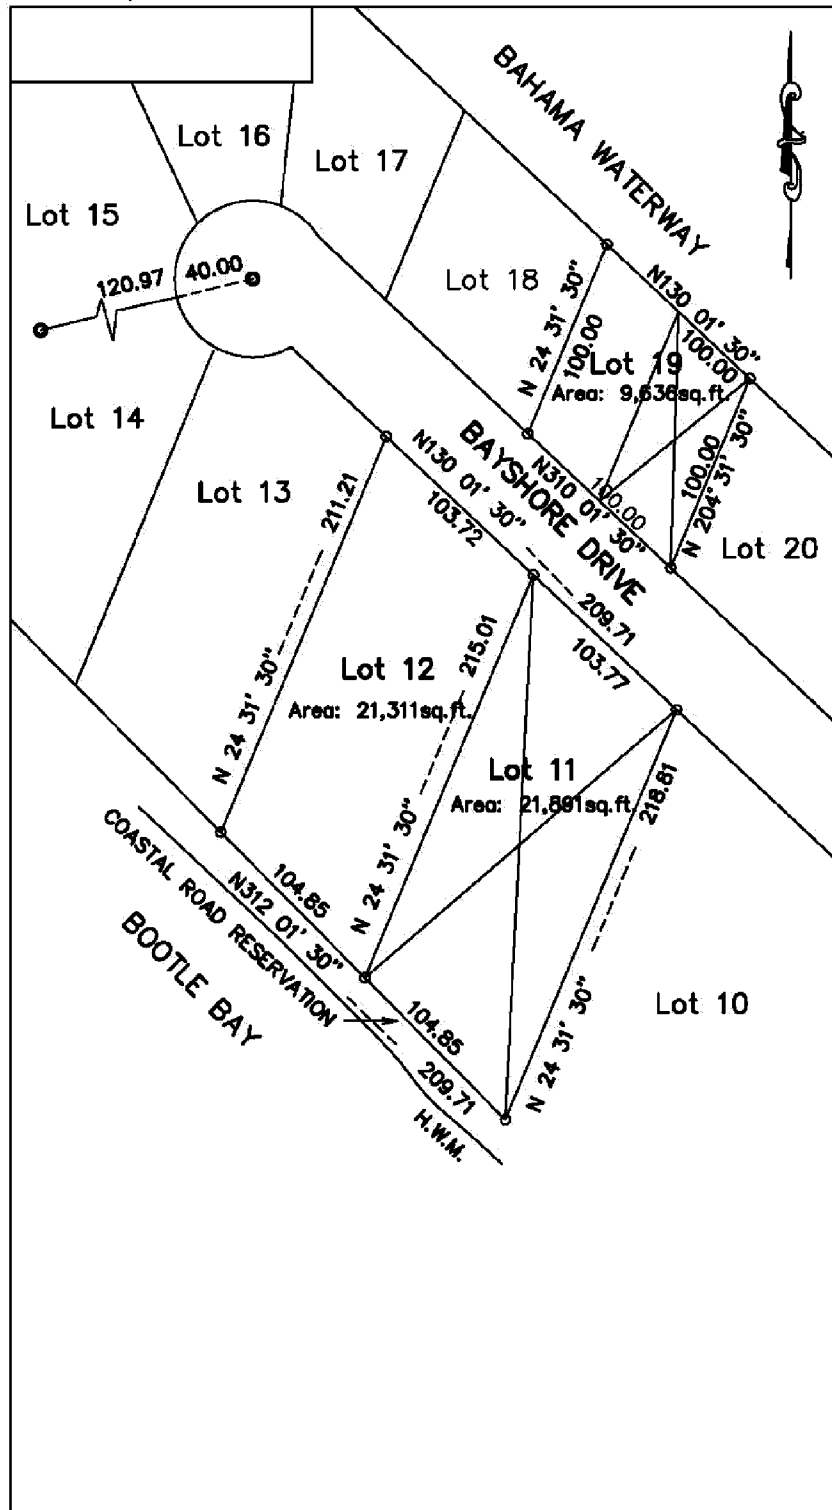 BAHAMA WATERWAY
Lot 16
Lot 17
Lot 15
Lot 18
120.97 40.00
N 24 31' 30"
100.00
N130 01' 30"
100.00
Lot 19
Area: 9,636sq.ft.
100.00
N 204° 31' 30"
100.00
N310 01' 30"
BAYSHORE DRIVE
Lot 20
Lot 14
Lot 13
N130 01' 30" 209.71
103.72
103.77
N 24 31' 30" 211.21
Lot 12
Area: 21,311sq.ft.
N 24 31' 30" 215.01
Lot 11
Area: 21,891sq.ft.
N 24 31' 30" 218.81
Lot 10
104.85
N312 01' 30" 209.71
104.85
COASTAL ROAD RESERVATION
BOOTLE BAY
H.W.M.